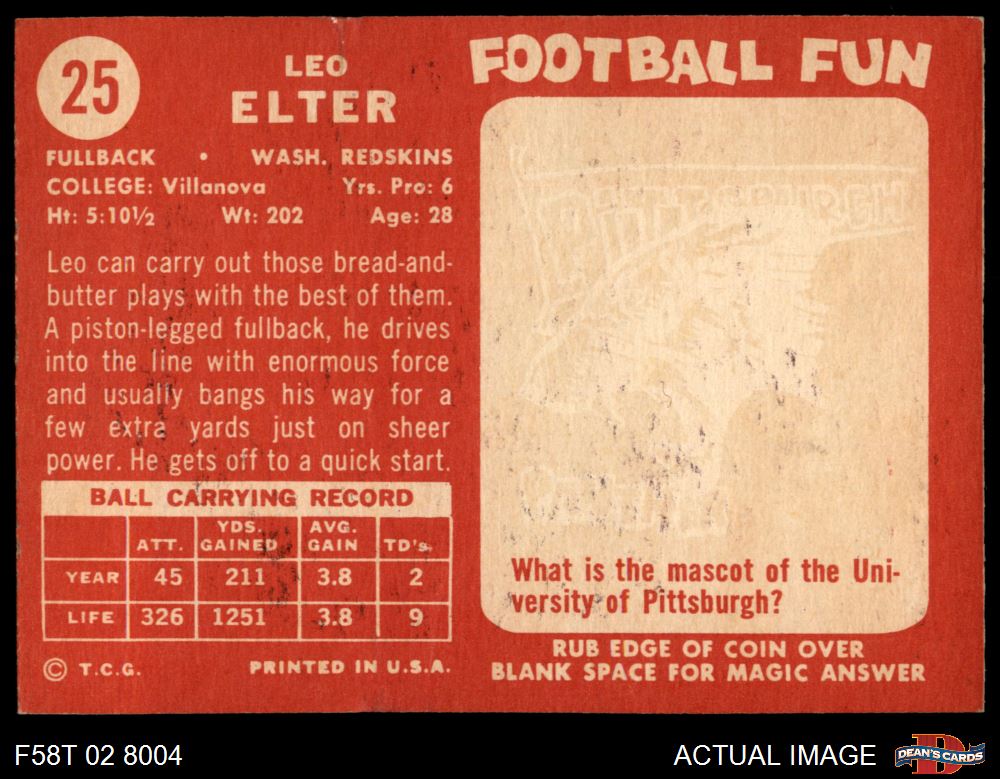 25
LEO
ELTER
FULLBACK • WASH. REDSKINS
COLLEGE: Villanova Yrs. Pro: 6
Ht: 5:10½ Wt: 202 Age: 28
Leo can carry out those bread-and-
butter plays with the best of them.
A piston-legged fullback, he drives
into the line with enormous force
and usually bangs his way for a
few extra yards just on sheer
power. He gets off to a quick start.
BALL CARRYING RECORD
ATT. YDS. GAINED AVG. GAIN TD's
YEAR 45 211 3.8 2
LIFE 326 1251 3.8 9
© T.C.G. PRINTED IN U.S.A.
FOOTBALL FUN
PITTSBURGH
What is the mascot of the Uni-
versity of Pittsburgh?
RUB EDGE OF COIN OVER
BLANK SPACE FOR MAGIC ANSWER
F58T 02 8004
ACTUAL IMAGE
DEAN'S CARDS